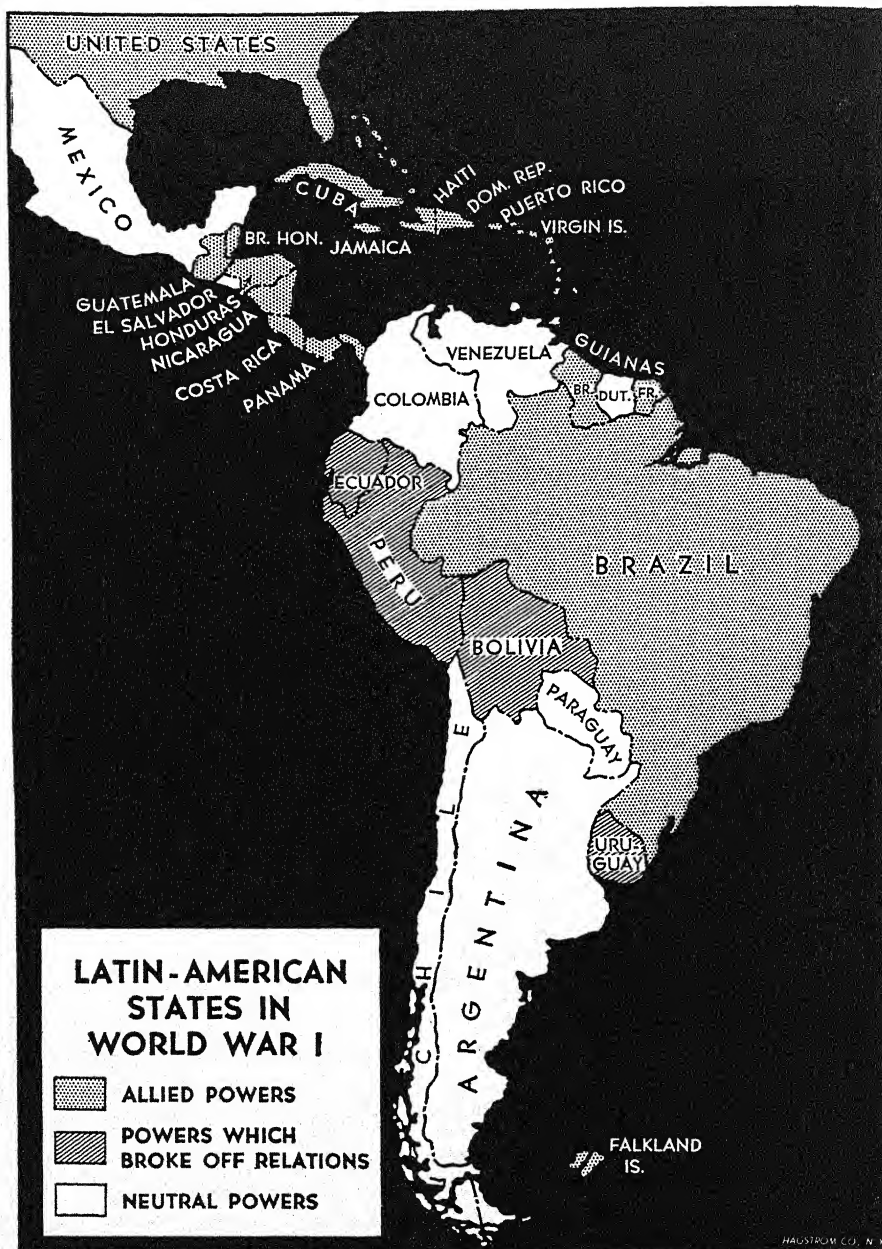 UNITED STATES
MEXICO
CUBA
HAITI
DOM. REP.
PUERTO RICO
VIRGIN IS.
BR. HON.
JAMAICA
GUATEMALA
EL SALVADOR
HONDURAS
NICARAGUA
COSTA RICA
PANAMA
VENEZUELA
GUIANAS
BR.
DUT.
FR.
COLOMBIA
ECUADOR
PERU
BRAZIL
BOLIVIA
PARAGUAY
CHILE
ARGENTINA
URU-
GUAY
LATIN-AMERICAN
STATES IN
WORLD WAR I
ALLIED POWERS
POWERS WHICH
BROKE OFF RELATIONS
NEUTRAL POWERS
FALKLAND
IS.
HAGSTROM CO., N.